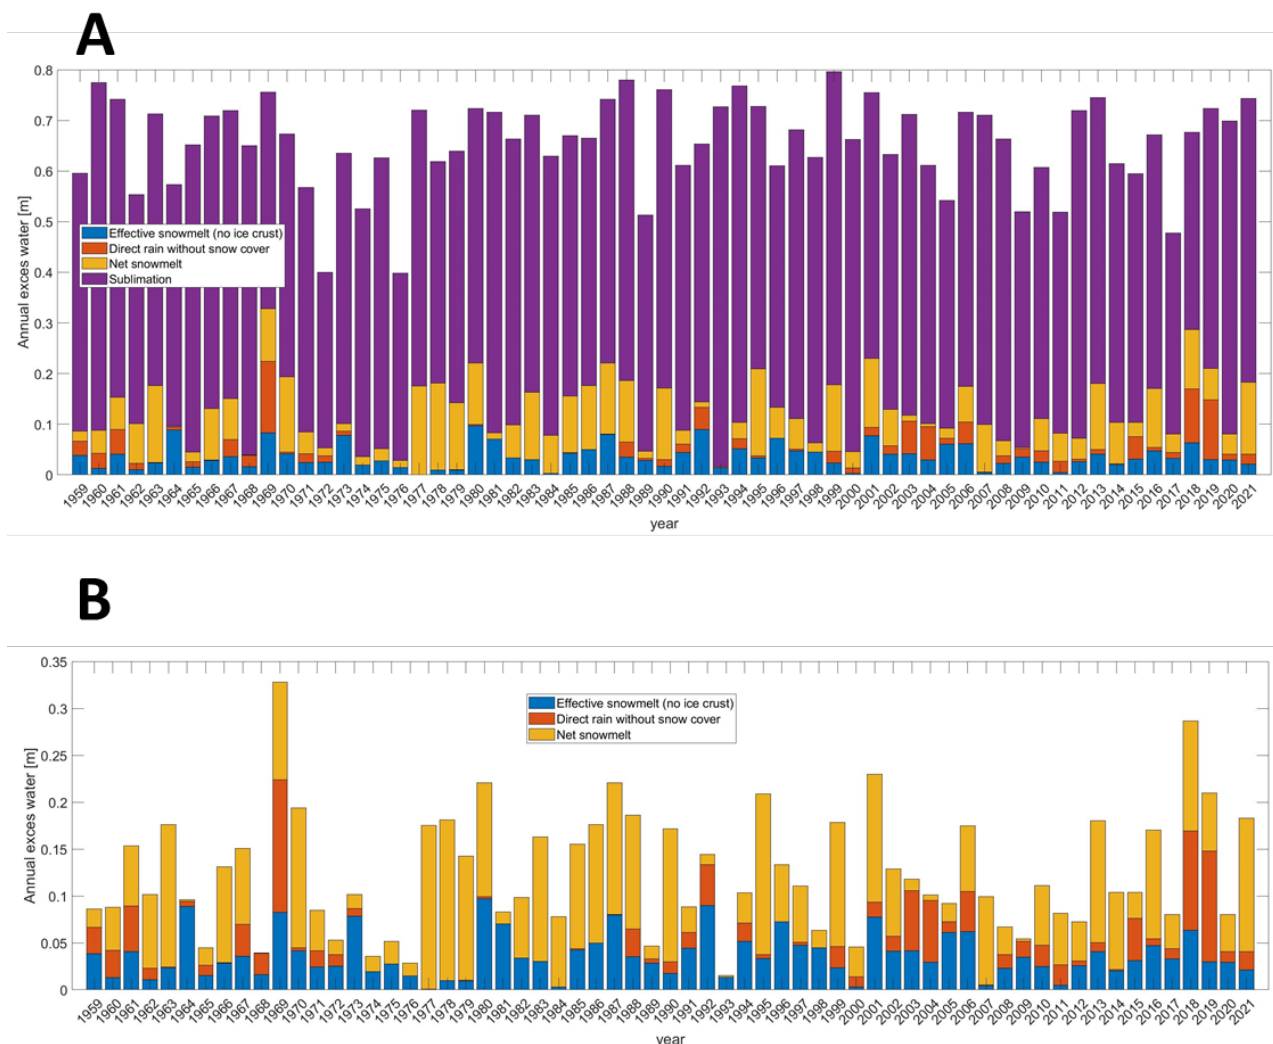 A
0.8
0.7
0.6
0.5
0.4
0.3
0.2
0.1
0
Annual exces water [m]
Effective snowmelt (no ice crust)
Direct rain without snow cover
Net snowmelt
Sublimation
1959 1960 1961 1962 1963 1964 1965 1966 1967 1968 1969 1970 1971 1972 1973 1974 1975 1976 1977 1978 1979 1980 1981 1982 1983 1984 1985 1986 1987 1988 1989 1990 1991 1992 1993 1994 1995 1996 1997 1998 1999 2000 2001 2002 2003 2004 2005 2006 2007 2008 2009 2010 2011 2012 2013 2014 2015 2016 2017 2018 2019 2020 2021
year
B
0.35
0.3
0.25
0.2
0.15
0.1
0.05
0
Annual exces water [m]
Effective snowmelt (no ice crust)
Direct rain without snow cover
Net snowmelt
1959 1960 1961 1962 1963 1964 1965 1966 1967 1968 1969 1970 1971 1972 1973 1974 1975 1976 1977 1978 1979 1980 1981 1982 1983 1984 1985 1986 1987 1988 1989 1990 1991 1992 1993 1994 1995 1996 1997 1998 1999 2000 2001 2002 2003 2004 2005 2006 2007 2008 2009 2010 2011 2012 2013 2014 2015 2016 2017 2018 2019 2020 2021
year